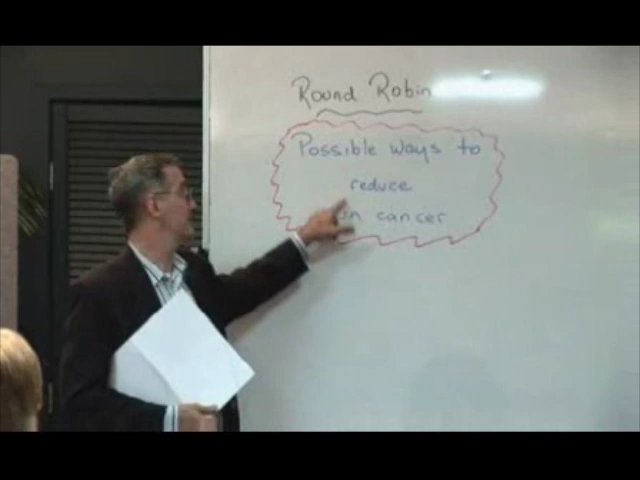 Round Robin
Possible Ways to
reduce
cancer